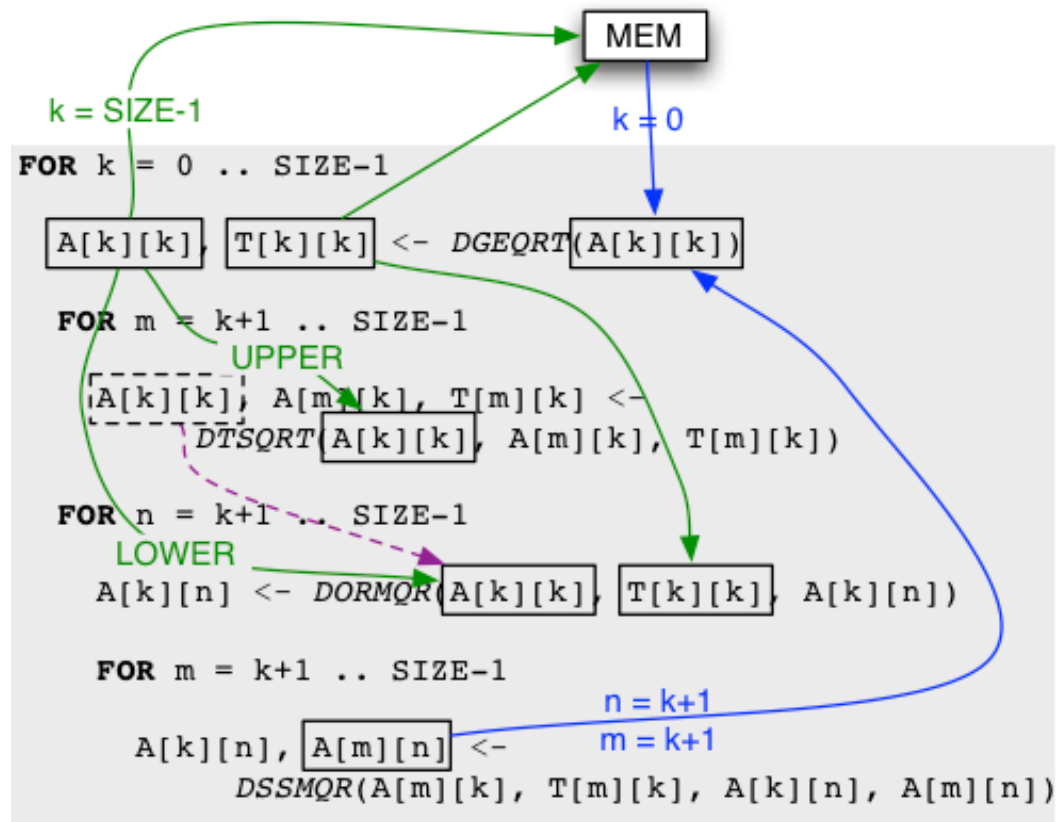 MEM
k = SIZE-1
k = 0
FOR k = 0 .. SIZE-1
A[k][k], T[k][k] <- DGEQRT(A[k][k])
FOR m = k+1 .. SIZE-1
UPPER
A[k][k], A[m][k], T[m][k] <-
DTSQRT(A[k][k], A[m][k], T[m][k])
FOR n = k+1 .. SIZE-1
LOWER
A[k][n] <- DORMQR(A[k][k], T[k][k], A[k][n])
FOR m = k+1 .. SIZE-1
n = k+1
m = k+1
A[k][n], A[m][n] <-
DSSMQR(A[m][k], T[m][k], A[k][n], A[m][n])